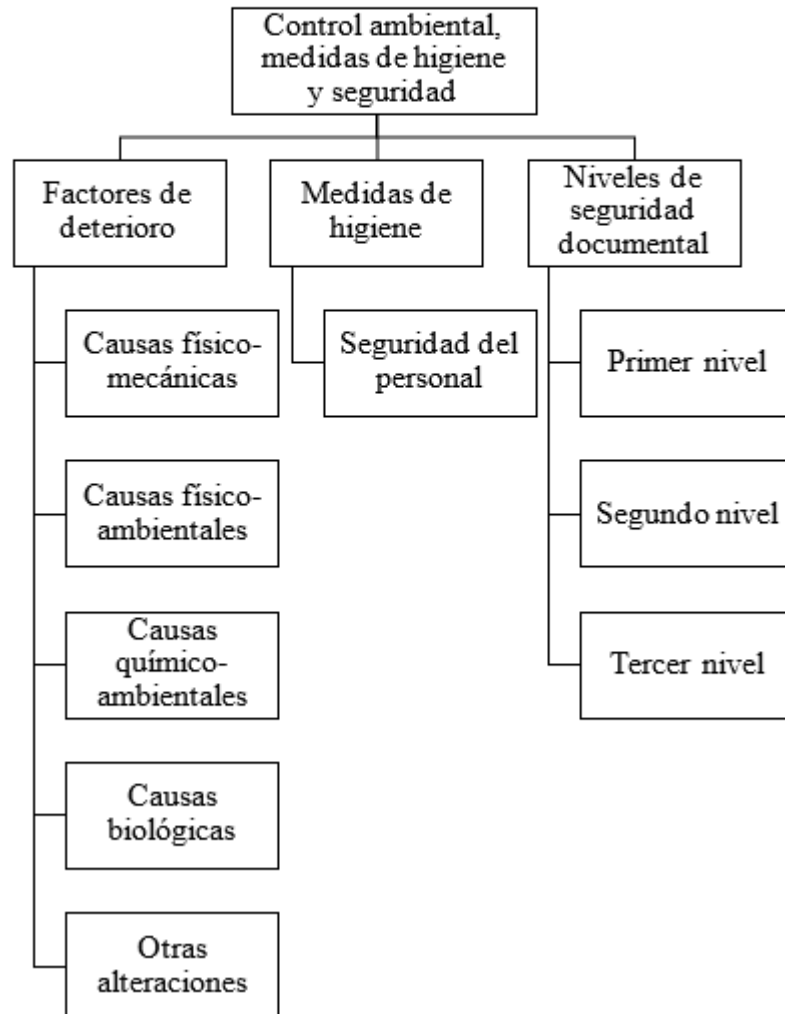 Control ambiental,
medidas de higiene
y seguridad
Factores de
deterioro
Causas físico-
mecánicas
Causas físico-
ambientales
Causas
químico-
ambientales
Causas
biológicas
Otras
alteraciones
Medidas de
higiene
Seguridad del
personal
Niveles de
seguridad
documental
Primer nivel
Segundo nivel
Tercer nivel